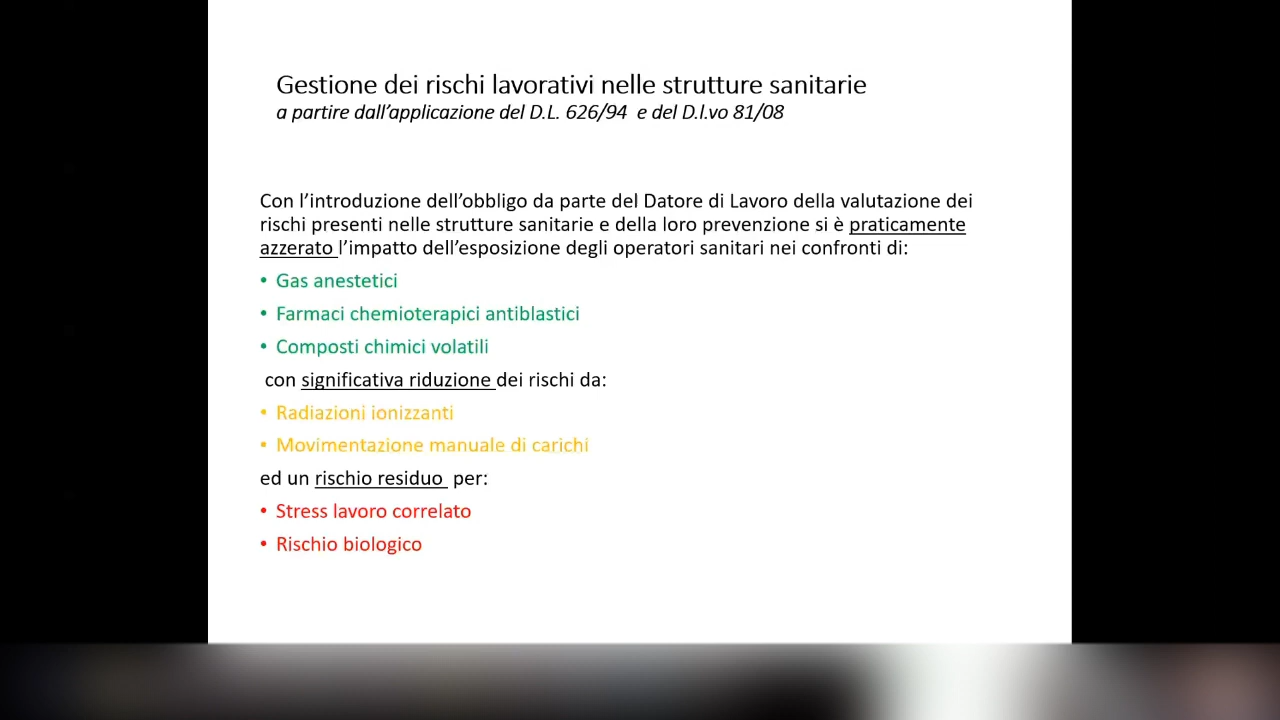 Gestione dei rischi lavorativi nelle strutture sanitarie
a partire dall'applicazione del D.L. 626/94 e del D.l.vo 81/08
Con l'introduzione dell'obbligo da parte del Datore di Lavoro della valutazione dei
rischi presenti nelle strutture sanitarie e della loro prevenzione si è praticamente
azzerato l'impatto dell'esposizione degli operatori sanitari nei confronti di:
• Gas anestetici
• Farmaci chemioterapici antiblastici
• Composti chimici volatili
con significativa riduzione dei rischi da:
• Radiazioni ionizzanti
• Movimentazione manuale di carichi
ed un rischio residuo per:
• Stress lavoro correlato
• Rischio biologico